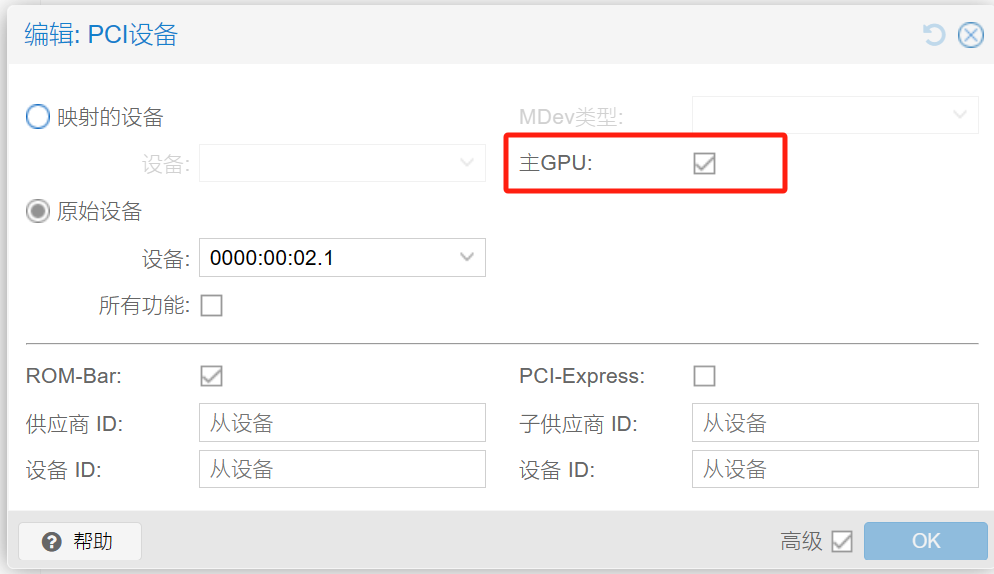 编辑: PCI设备
映射的设备
MDev类型:
设备:
主GPU:
原始设备
设备: 0000:00:02.1
所有功能:
ROM-Bar:
PCI-Express:
供应商 ID: 从设备
子供应商 ID: 从设备
设备 ID: 从设备
设备 ID: 从设备
帮助
高级
OK